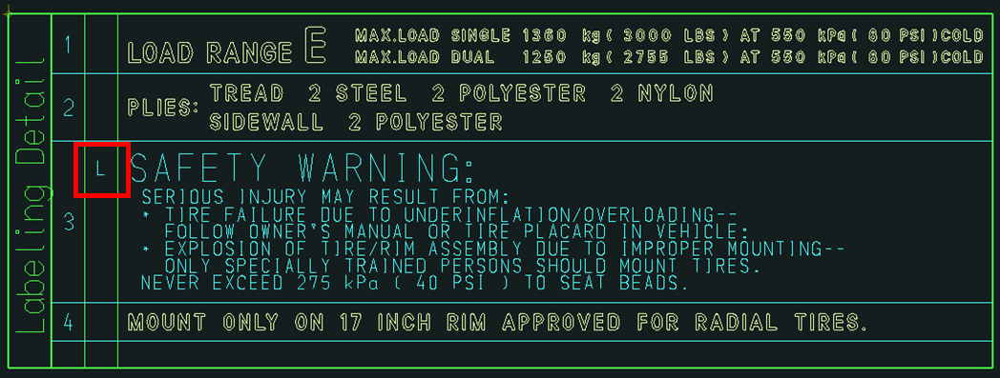 Labeling Detail
1
LOAD RANGE E
MAX.LOAD SINGLE 1360 kg ( 3000 LBS ) AT 550 kPa ( 80 PSI )COLD
MAX.LOAD DUAL 1250 kg ( 2755 LBS ) AT 550 kPa ( 80 PSI )COLD
2
PLIES:
TREAD 2 STEEL 2 POLYESTER 2 NYLON
SIDEWALL 2 POLYESTER
3
L
SAFETY WARNING:
SERIOUS INJURY MAY RESULT FROM:
* TIRE FAILURE DUE TO UNDERINFLATION/OVERLOADING--
FOLLOW OWNER'S MANUAL OR TIRE PLACARD IN VEHICLE:
* EXPLOSION OF TIRE/RIM ASSEMBLY DUE TO IMPROPER MOUNTING--
ONLY SPECIALLY TRAINED PERSONS SHOULD MOUNT TIRES.
NEVER EXCEED 275 kPa ( 40 PSI ) TO SEAT BEADS.
4
MOUNT ONLY ON 17 INCH RIM APPROVED FOR RADIAL TIRES.